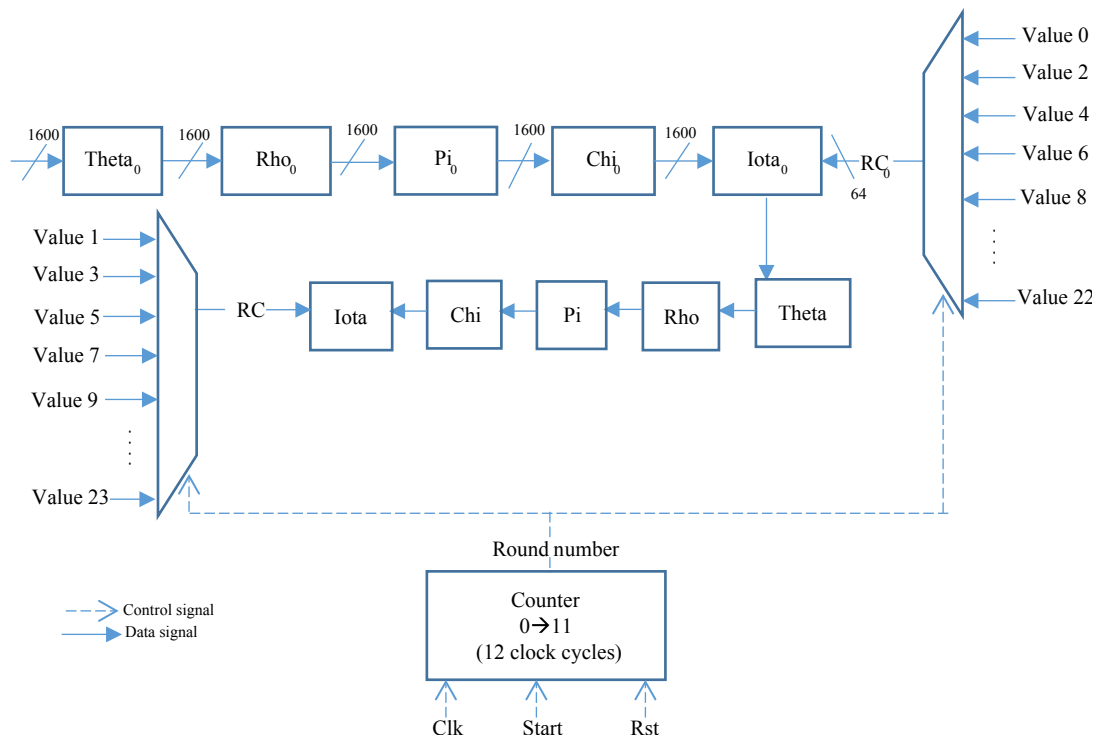 Value 0
Value 2
Value 4
Value 6
Value 8
Value 22
1600
1600
1600
1600
1600
Theta0
Rho0
Pi0
Chi0
Iota0
RC0
64
Value 1
Value 3
Value 5
Value 7
Value 9
Value 23
RC
Iota
Chi
Pi
Rho
Theta
Round number
Counter
0→11
(12 clock cycles)
Control signal
Data signal
Clk
Start
Rst